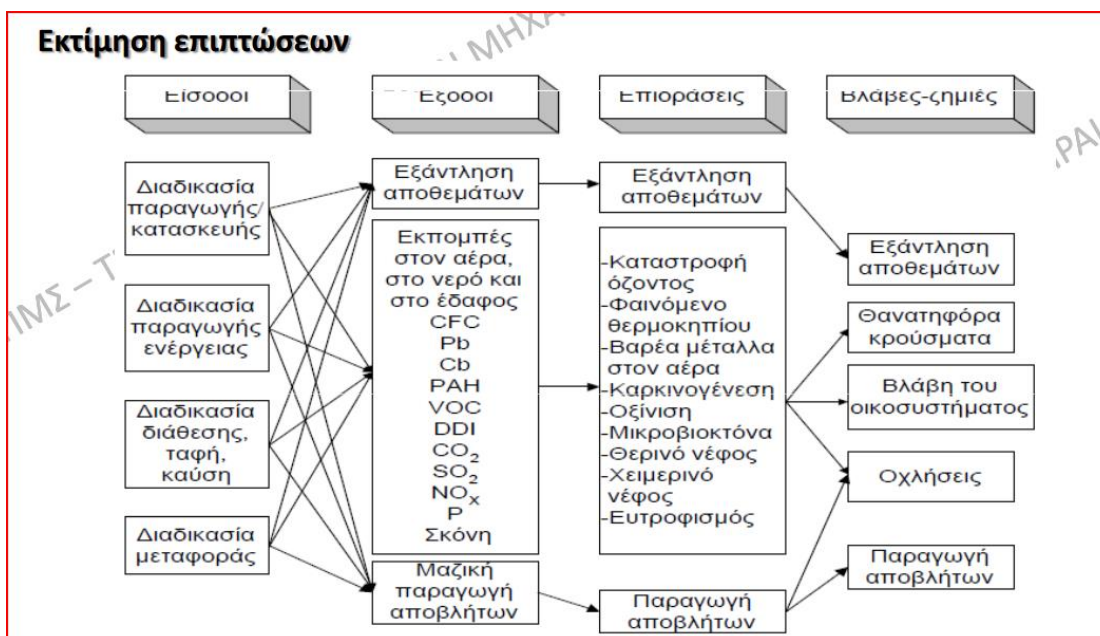 Εκτίμηση επιπτώσεων
Είσοδοι
Έξοδοι
Επιδράσεις
Βλάβες-ζημιές
Διαδικασία
παραγωγής/
κατασκευής
Διαδικασία
παραγωγής
ενέργειας
Διαδικασία
διάθεσης,
ταφή,
καύση
Διαδικασία
μεταφοράς
Εξάντληση
αποθεμάτων
Εκπομπές
στον αέρα,
στο νερό και
στο έδαφος
CFC
Pb
Cb
PAH
VOC
DDI
CO2
SO2
NOx
P
Σκόνη
Μαζική
παραγωγή
αποβλήτων
Εξάντληση
αποθεμάτων
-Καταστροφή
όζοντος
-Φαινόμενο
θερμοκηπίου
-Βαρέα μέταλλα
στον αέρα
-Καρκινογένεση
-Οξίνιση
-Μικροβιοκτόνα
-Θερινό νέφος
-Χειμερινό
νέφος
-Ευτροφισμός
Παραγωγή
αποβλήτων
Εξάντληση
αποθεμάτων
Θανατηφόρα
κρούσματα
Βλάβη του
οικοσυστήματος
Οχλήσεις
Παραγωγή
αποβλήτων